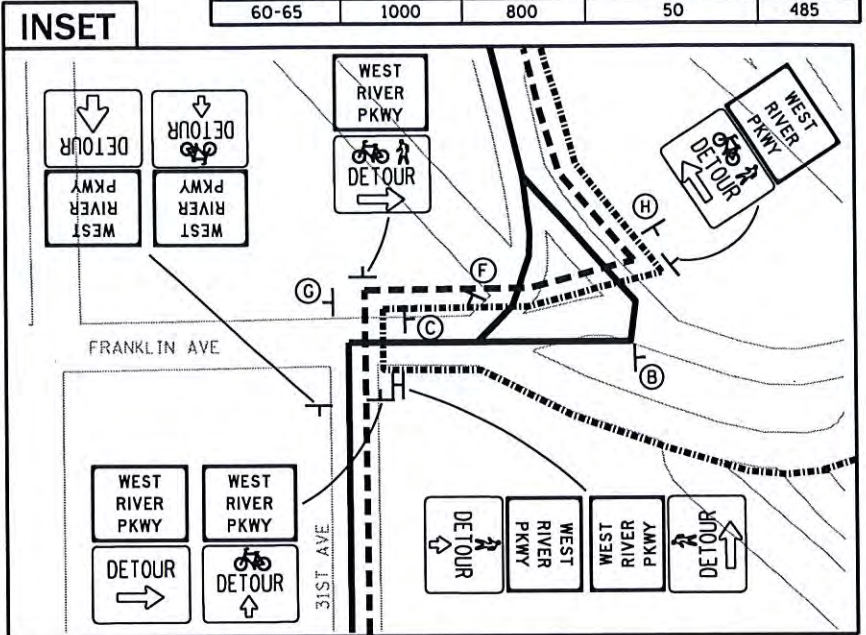 60-65 1000 800 50 485
INSET
WEST
RIVER
PKWY
DETOUR
DETOUR
DETOUR
WEST
RIVER
PKWY
WEST
RIVER
PKWY
WEST
RIVER
PKWY
DETOUR
H
F
G
C
B
FRANKLIN AVE
WEST
RIVER
PKWY
WEST
RIVER
PKWY
DETOUR
DETOUR
31ST AVE
DETOUR
WEST
RIVER
PKWY
WEST
RIVER
PKWY
DETOUR